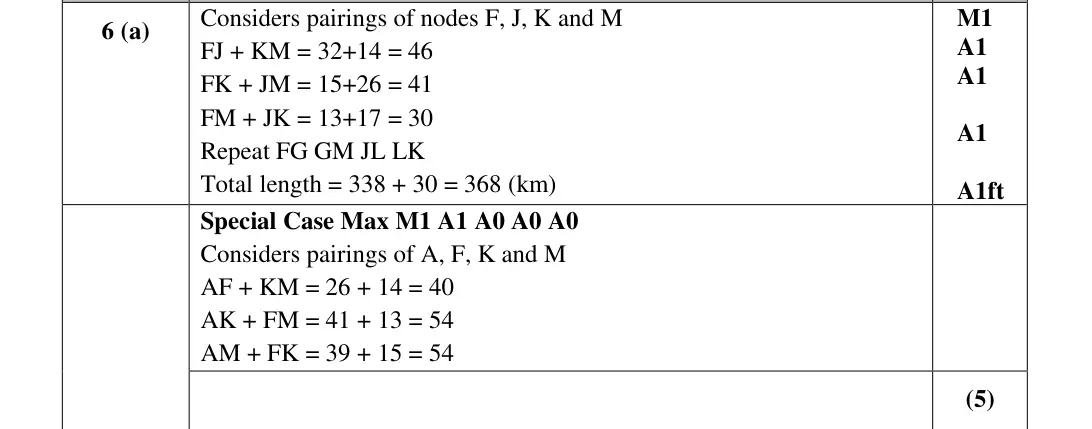 6 (a)
Considers pairings of nodes F, J, K and M
M1
FJ + KM = 32+14 = 46
A1
FK + JM = 15+26 = 41
A1
FM + JK = 13+17 = 30
A1
Repeat FG GM JL LK
Total length = 338 + 30 = 368 (km)
A1ft
Special Case Max M1 A1 A0 A0 A0
Considers pairings of A, F, K and M
AF + KM = 26 + 14 = 40
AK + FM = 41 + 13 = 54
AM + FK = 39 + 15 = 54
(5)